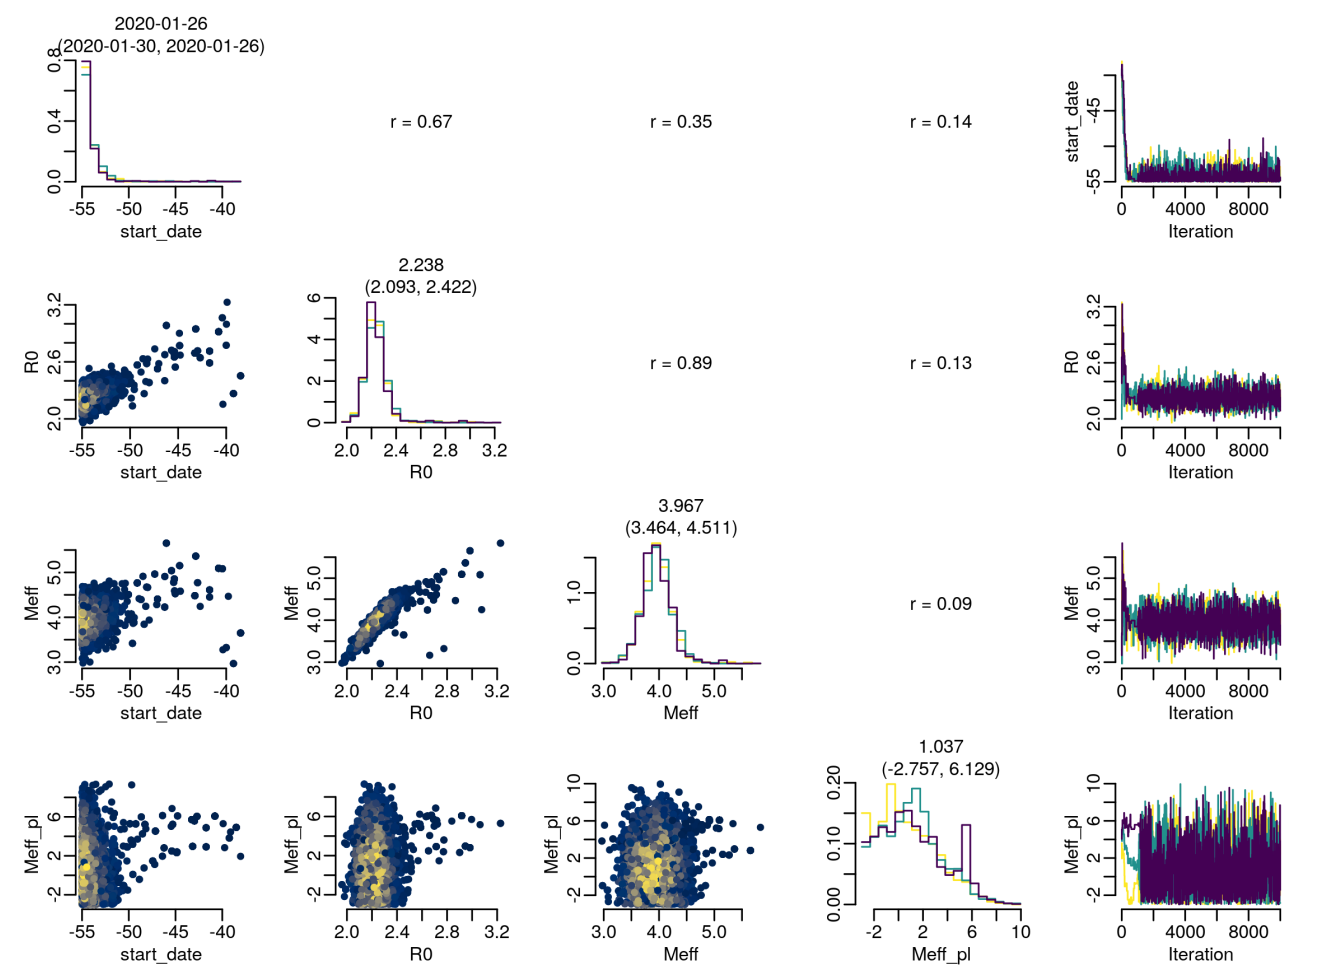 2020-01-26
(2020-01-30, 2020-01-26)
0.0 0.4 0.8
-55 -50 -45 -40
start_date
r = 0.67
r = 0.35
r = 0.14
start_date
-55 -45
0 4000 8000
Iteration
R0
2.0 2.6 3.2
-55 -50 -45 -40
start_date
2.238
(2.093, 2.422)
0 2 4 6
2.0 2.4 2.8 3.2
R0
r = 0.89
r = 0.13
R0
2.0 2.6 3.2
0 4000 8000
Iteration
Meff
3.0 4.0 5.0
-55 -50 -45 -40
start_date
Meff
3.0 4.0 5.0
2.0 2.4 2.8 3.2
R0
3.967
(3.464, 4.511)
0.0 1.0
3.0 4.0 5.0
Meff
r = 0.09
Meff
3.0 4.0 5.0
0 4000 8000
Iteration
Meff_pl
-2 2 6
-55 -50 -45 -40
start_date
Meff_pl
-2 2 6
2.0 2.4 2.8 3.2
R0
Meff_pl
-2 2 6 10
3.0 4.0 5.0
Meff
1.037
(-2.757, 6.129)
0.00 0.10 0.20
-2 2 6 10
Meff_pl
Meff_pl
-2 2 6 10
0 4000 8000
Iteration